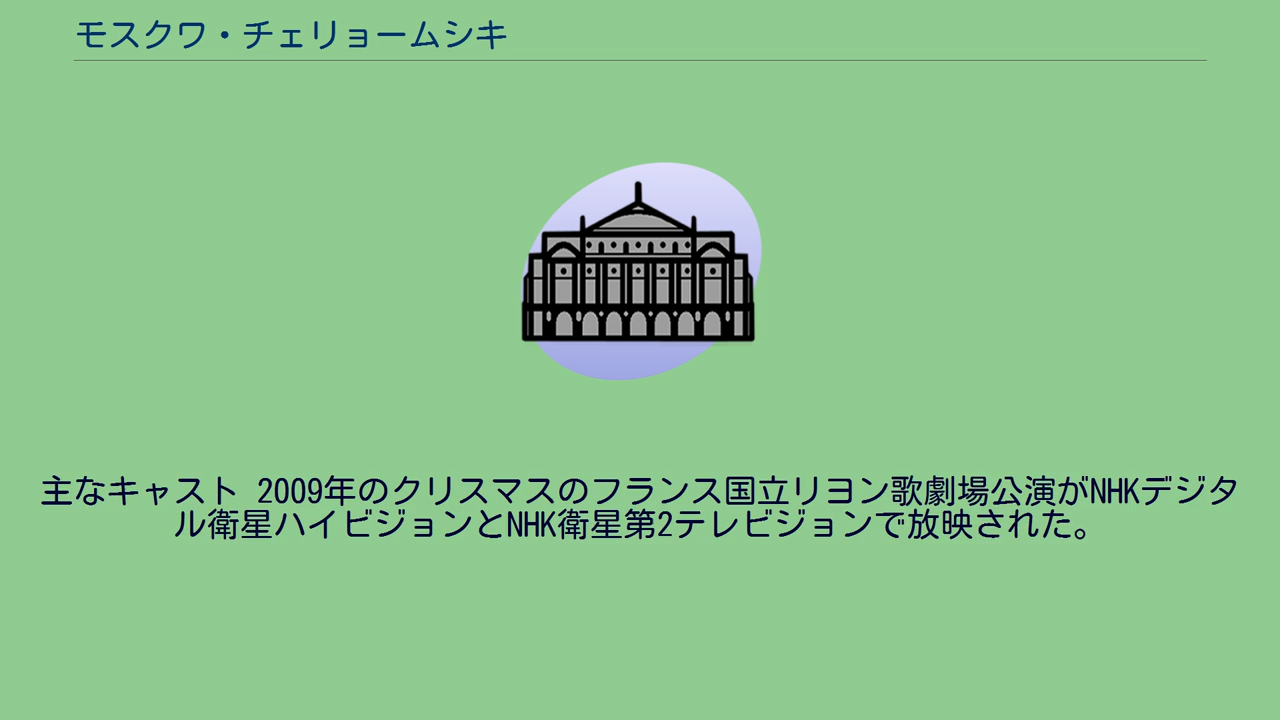 モスクワ・チェリョームシキ
主なキャスト 2009年のクリスマスのフランス国立リヨン歌劇場公演がNHKデジタ
ル衛星ハイビジョンとNHK衛星第2テレビジョンで放映された。